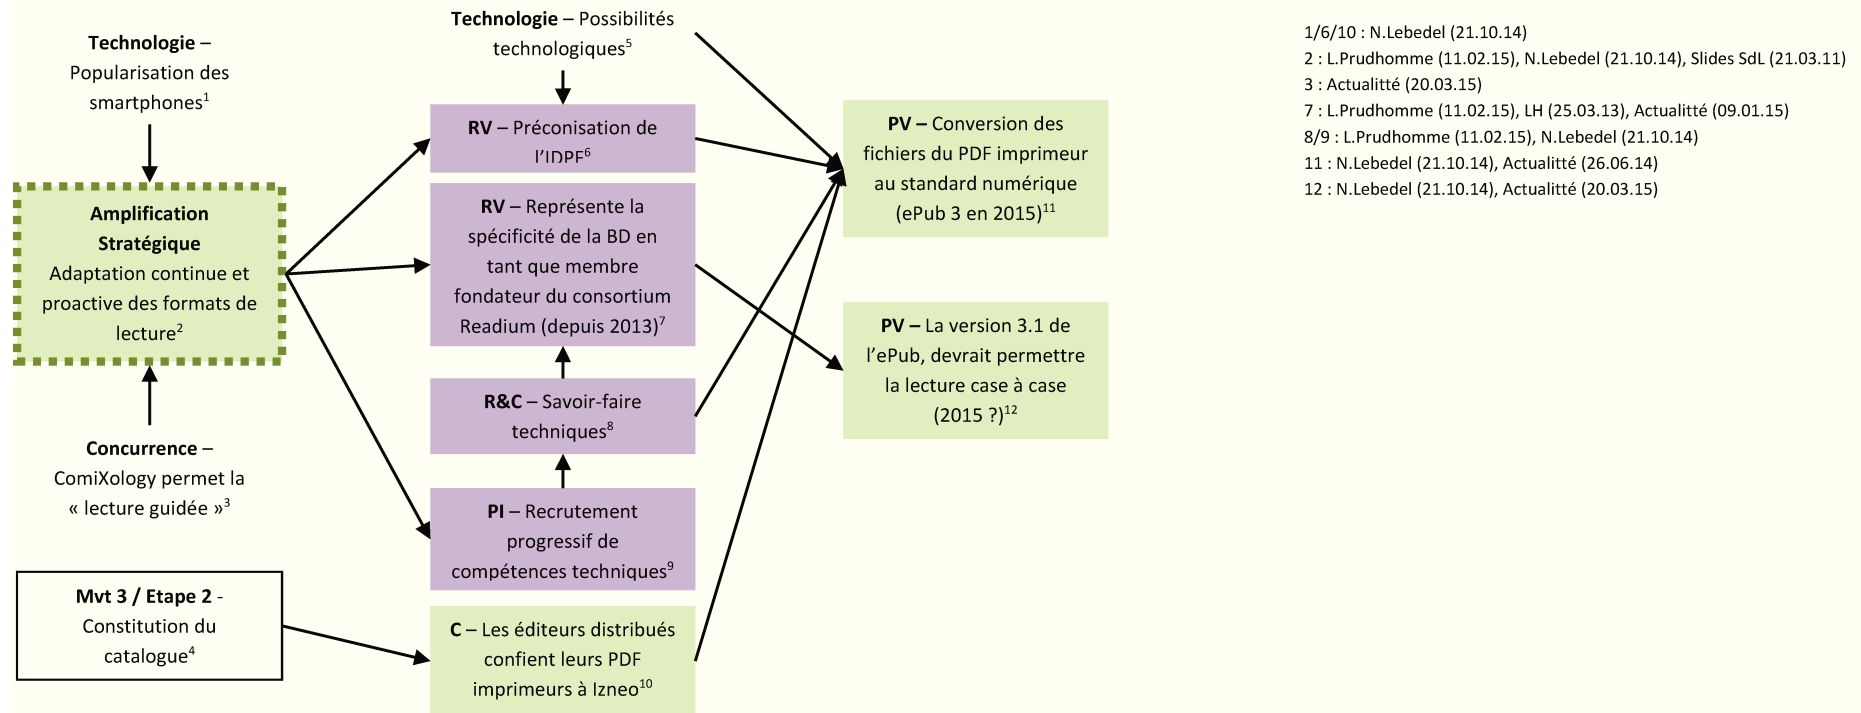 Technologie –
Popularisation des
smartphones1
Amplification
Stratégique
Adaptation continue et
proactive des formats de
lecture2
Concurrence –
ComiXology permet la
« lecture guidée »3
Mvt 3 / Etape 2 -
Constitution du
catalogue4
Technologie – Possibilités
technologiques5
RV – Préconisation de
l'IDPF6
RV – Représente la
spécificité de la BD en
tant que membre
fondateur du consortium
Readium (depuis 2013)7
R&C – Savoir-faire
techniques8
PI – Recrutement
progressif de
compétences techniques9
C – Les éditeurs distribués
confient leurs PDF
imprimeurs à Izneo10
PV – Conversion des
fichiers du PDF imprimeur
au standard numérique
(ePub 3 en 2015)11
PV – La version 3.1 de
l'ePub, devrait permettre
la lecture case à case
(2015 ?)12
1/6/10 : N.Lebedel (21.10.14)
2 : L.Prudhomme (11.02.15), N.Lebedel (21.10.14), Slides SdL (21.03.11)
3 : Actualitté (20.03.15)
7 : L.Prudhomme (11.02.15), LH (25.03.13), Actualitté (09.01.15)
8/9 : L.Prudhomme (11.02.15), N.Lebedel (21.10.14)
11 : N.Lebedel (21.10.14), Actualitté (26.06.14)
12 : N.Lebedel (21.10.14), Actualitté (20.03.15)